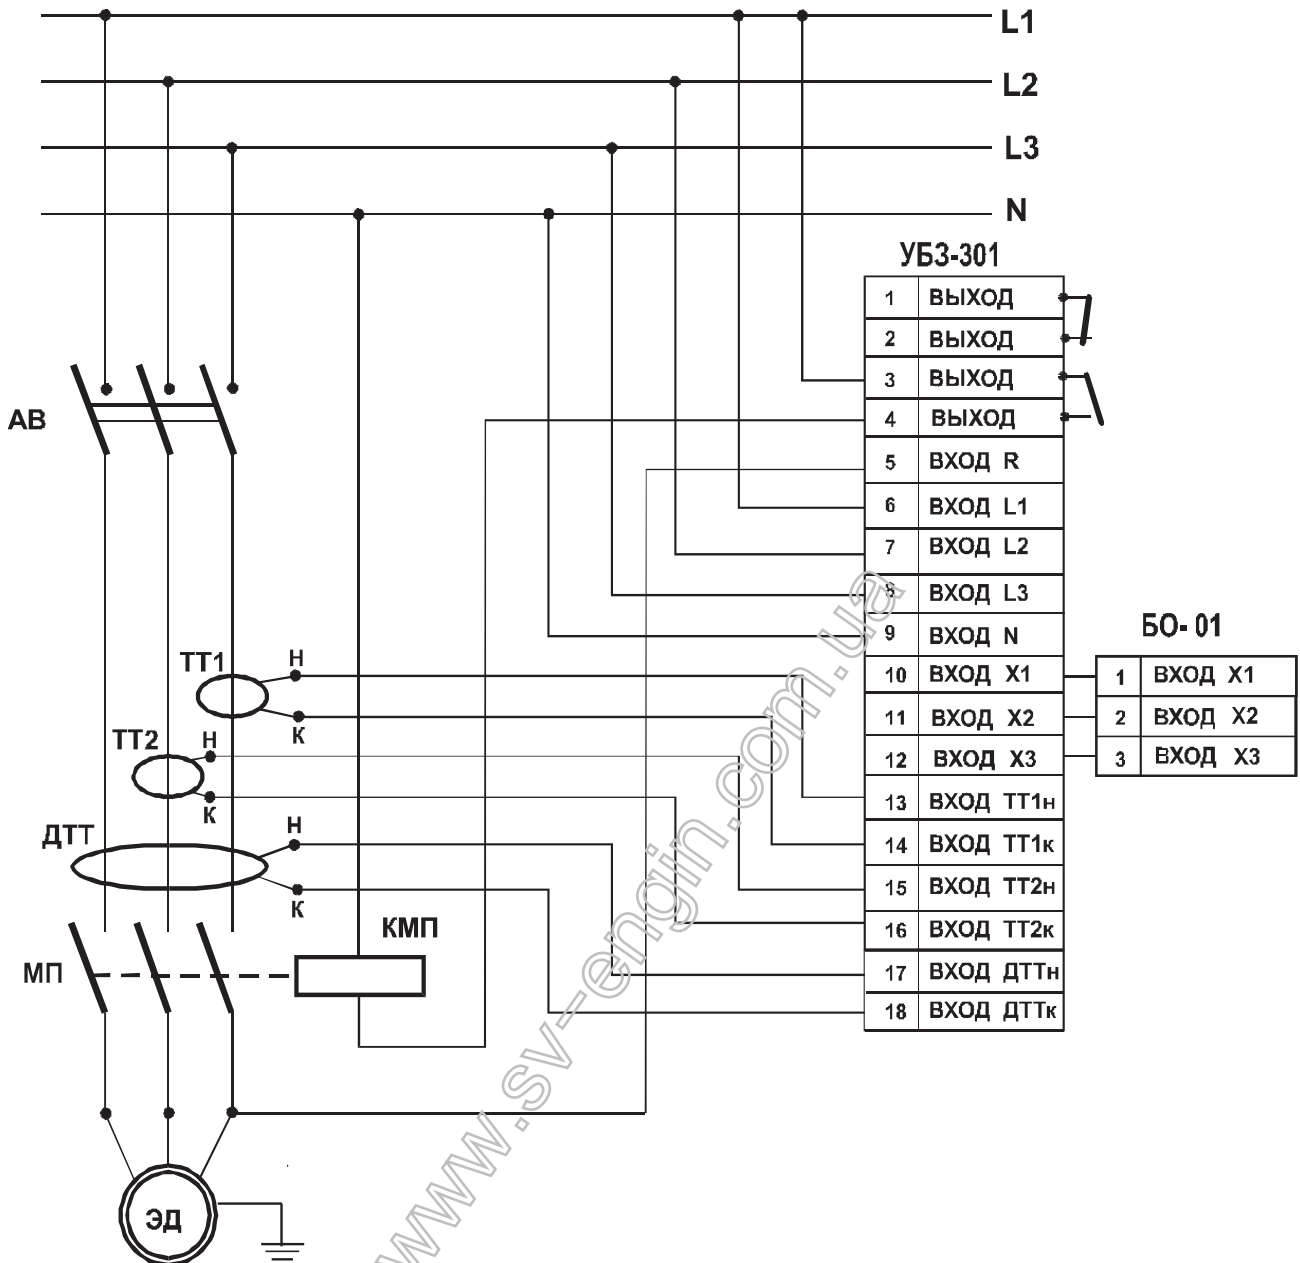 L1
L2
L3
N
УБЗ-301
1 ВЫХОД
2 ВЫХОД
3 ВЫХОД
4 ВЫХОД
5 ВХОД R
6 ВХОД L1
7 ВХОД L2
8 ВХОД L3
9 ВХОД N
10 ВХОД X1
11 ВХОД X2
12 ВХОД X3
13 ВХОД ТТ1н
14 ВХОД ТТ1к
15 ВХОД ТТ2н
16 ВХОД ТТ2к
17 ВХОД ДТТн
18 ВХОД ДТТк
БО- 01
1 ВХОД X1
2 ВХОД X2
3 ВХОД X3
АВ
ТТ1
Н
К
ТТ2
Н
К
ДТТ
Н
К
КМП
МП
ЭД
www.sv-engin.com.ua